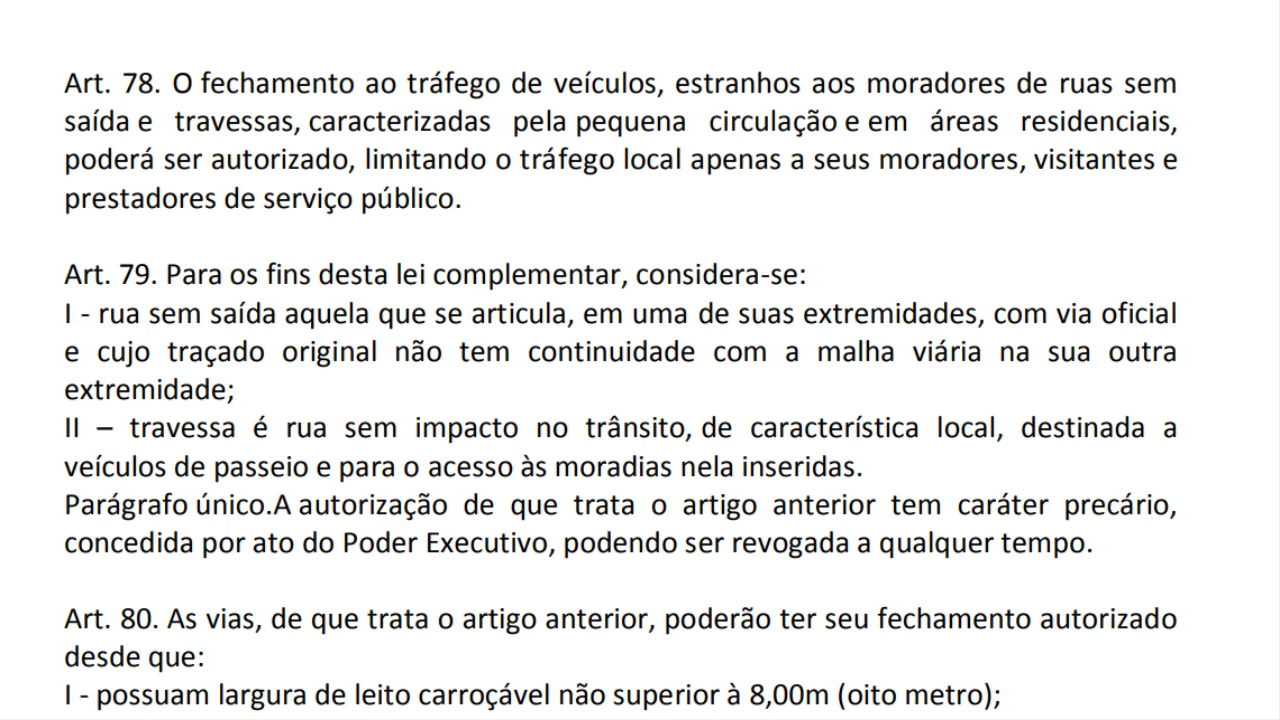 Art. 78. O fechamento ao tráfego de veículos, estranhos aos moradores de ruas sem
saída e travessas, caracterizadas pela pequena circulação e em áreas residenciais,
poderá ser autorizado, limitando o tráfego local apenas a seus moradores, visitantes e
prestadores de serviço público.
Art. 79. Para os fins desta lei complementar, considera-se:
I - rua sem saída aquela que se articula, em uma de suas extremidades, com via oficial
e cujo traçado original não tem continuidade com a malha viária na sua outra
extremidade;
II – travessa é rua sem impacto no trânsito, de característica local, destinada a
veículos de passeio e para o acesso às moradias nela inseridas.
Parágrafo único.A autorização de que trata o artigo anterior tem caráter precário,
concedida por ato do Poder Executivo, podendo ser revogada a qualquer tempo.
Art. 80. As vias, de que trata o artigo anterior, poderão ter seu fechamento autorizado
desde que:
I - possuam largura de leito carroçável não superior à 8,00m (oito metro);